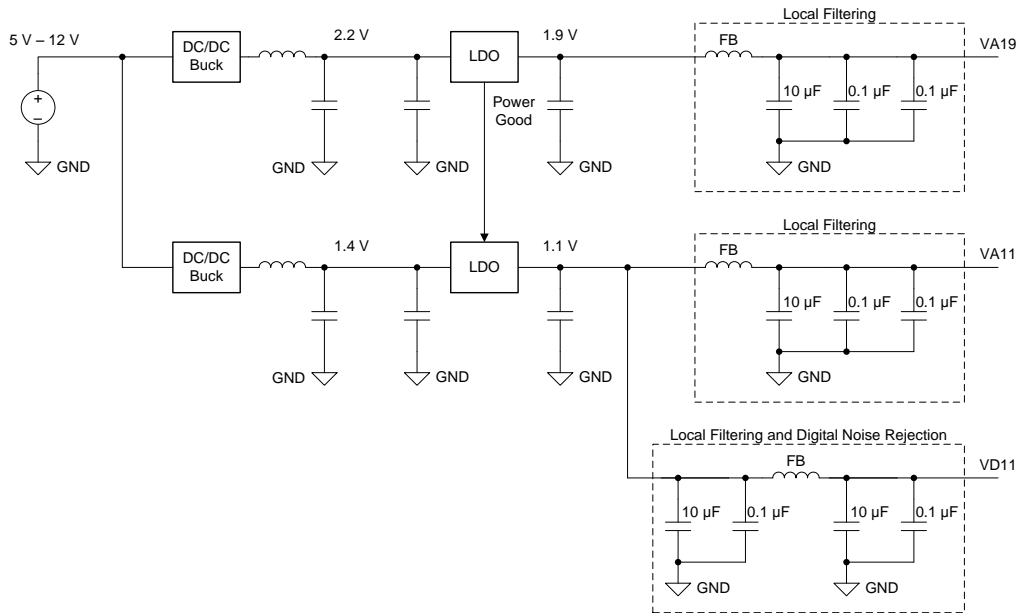 Local Filtering
5 V – 12 V
DC/DC
Buck
2.2 V
LDO
1.9 V
FB
VA19
+
–
Power
Good
10 µF
0.1 µF
0.1 µF
GND
GND
GND
GND
GND
Local Filtering
DC/DC
Buck
1.4 V
LDO
1.1 V
FB
VA11
10 µF
0.1 µF
0.1 µF
GND
GND
GND
GND
Local Filtering and Digital Noise Rejection
FB
VD11
10 µF
0.1 µF
10 µF
0.1 µF
GND
GND